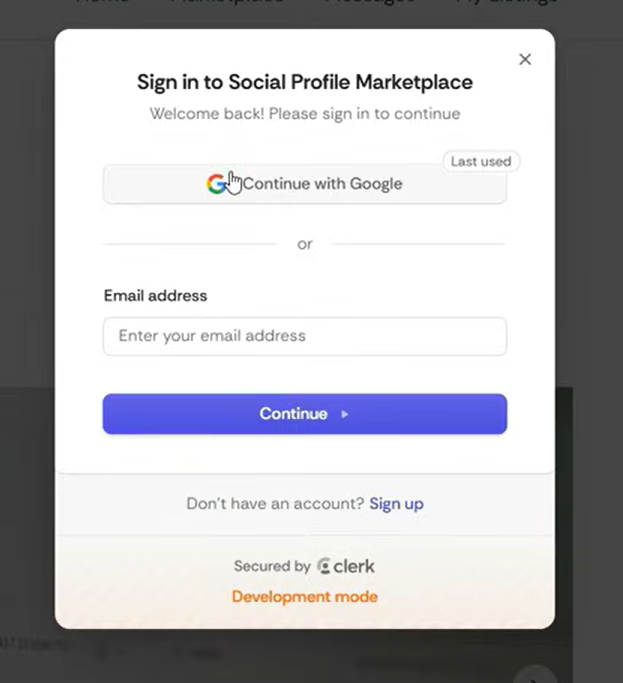 Home Marketplace Messages My Listings
Sign in to Social Profile Marketplace
Welcome back! Please sign in to continue
Last used
Continue with Google
or
Email address
Enter your email address
Continue
Don't have an account? Sign up
Secured by clerk
Development mode